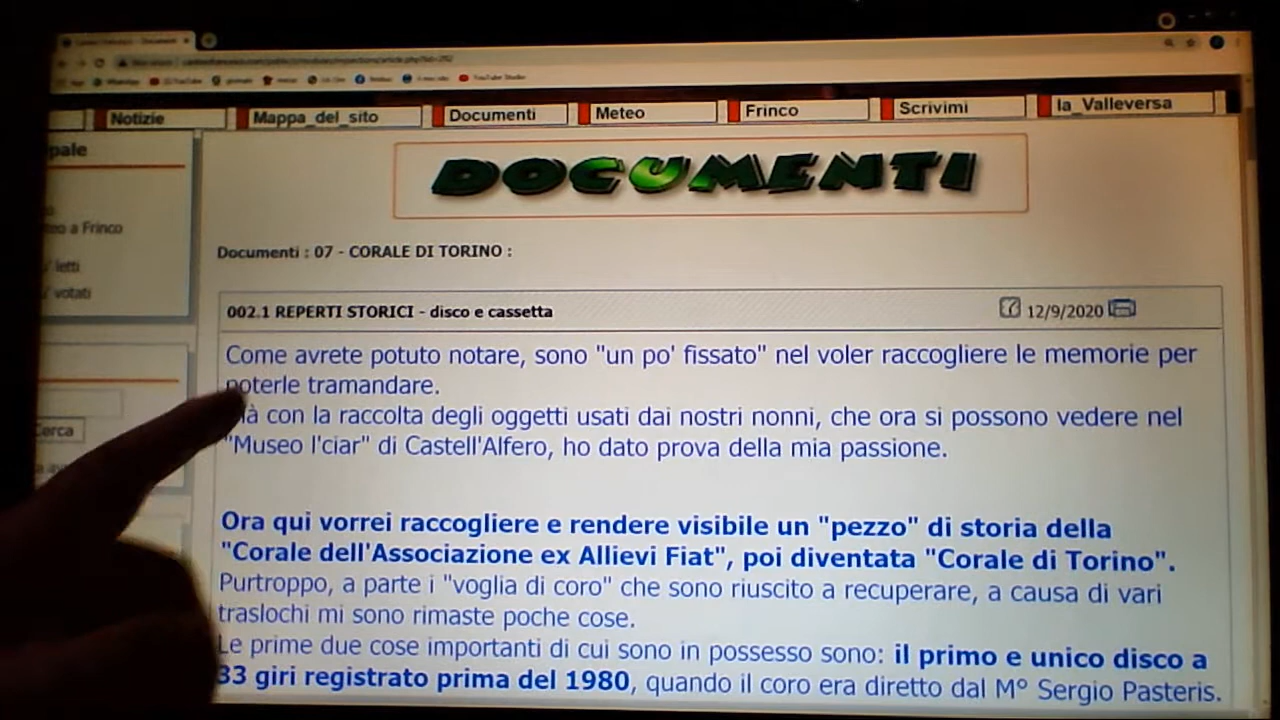 Notizie
Mappa_del_sito
Documenti
Meteo
Frinco
Scrivimi
la_Valleversa
pale
DOCUMENTI
a Frinco
letti
votati
Cerca
Documenti : 07 - CORALE DI TORINO :
002.1 REPERTI STORICI - disco e cassetta
12/9/2020
Come avrete potuto notare, sono "un po' fissato" nel voler raccogliere le memorie per
poterle tramandare.
con la raccolta degli oggetti usati dai nostri nonni, che ora si possono vedere nel
"Museo l'ciar" di Castell'Alfero, ho dato prova della mia passione.
Ora qui vorrei raccogliere e rendere visibile un "pezzo" di storia della
"Corale dell'Associazione ex Allievi Fiat", poi diventata "Corale di Torino".
Purtroppo, a parte i "voglia di coro" che sono riuscito a recuperare, a causa di vari
traslochi mi sono rimaste poche cose.
Le prime due cose importanti di cui sono in possesso sono: il primo e unico disco a
33 giri registrato prima del 1980, quando il coro era diretto dal M° Sergio Pasteris.